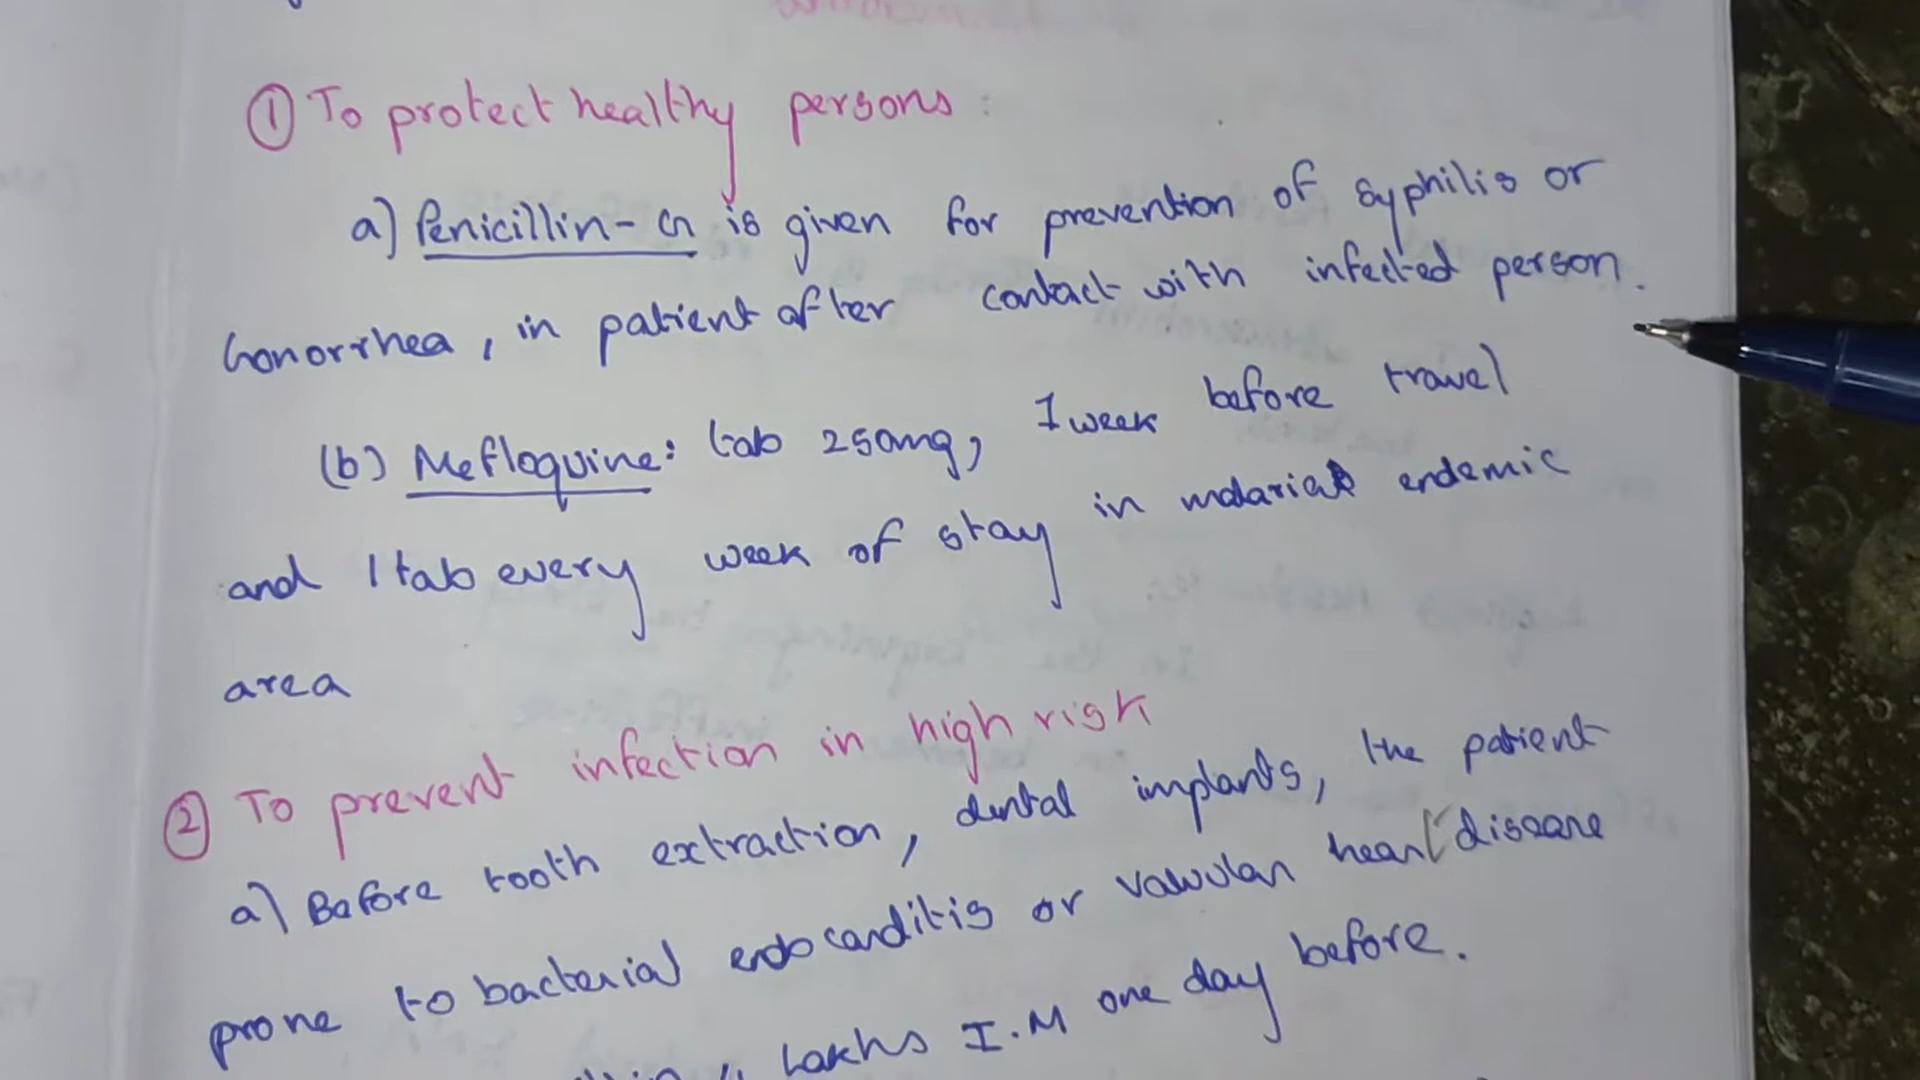 ① To protect healthy persons:
a) Penicillin-G is given for prevention of syphilis or
Gonorrhea, in patient after contact with infected person.
(b) Mefloquine: tab 250mg, 1 week before travel
and 1 tab every week of stay in malaria endemic
area
② To prevent infection in high risk
a) Before tooth extraction, dental implants, the patient
prone to bacterial endocarditis or valvular heart disease
lakhs I.M one day before.